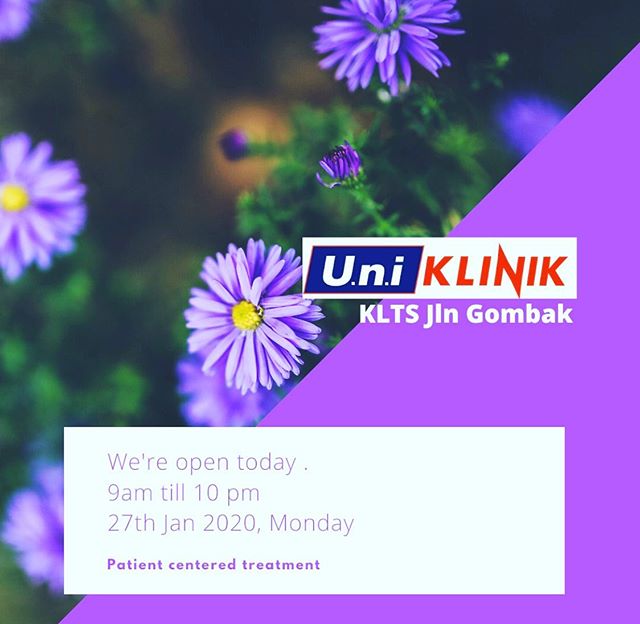 U.n.i KLINIK
KLTS Jln Gombak
We're open today .
9am till 10 pm
27th Jan 2020, Monday
Patient centered treatment